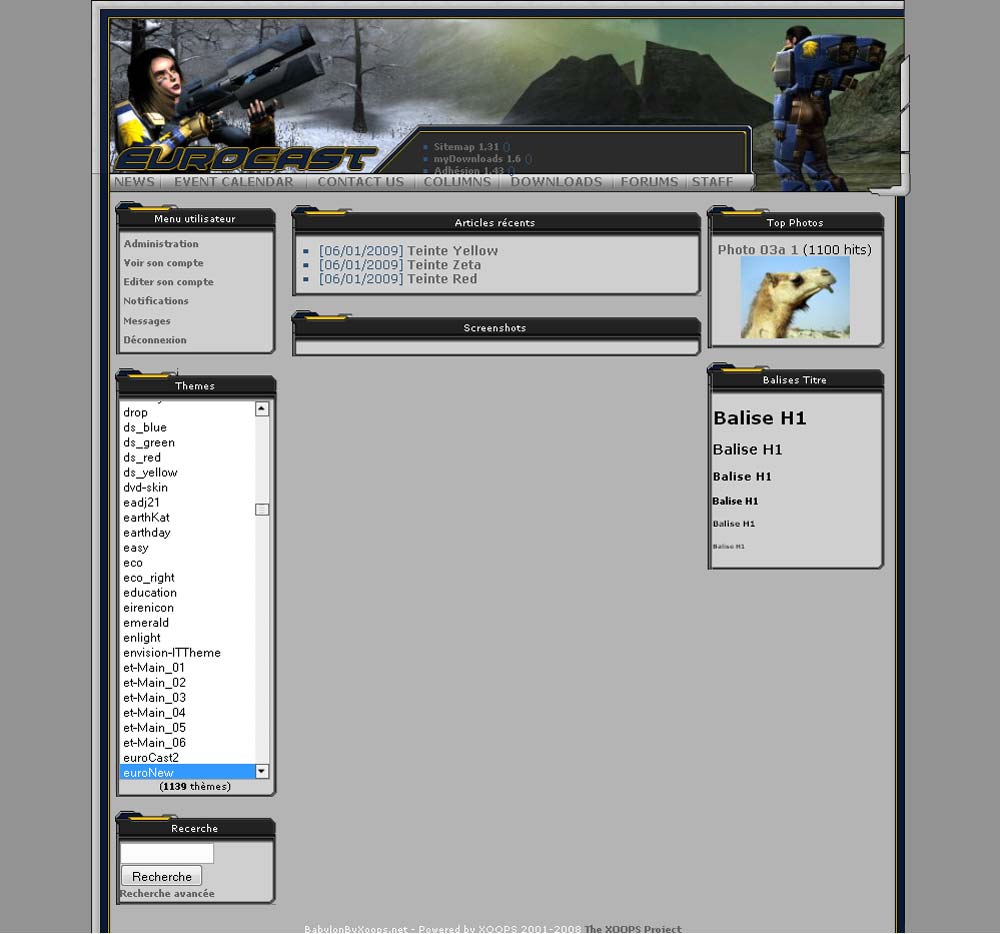 Sitemap 1.31 ()
myDownloads 1.6 ()
Adhésion 1.43 ()
EUROCAST
NEWS EVENT CALENDAR CONTACT US COLUMNS DOWNLOADS FORUMS STAFF
Menu utilisateur
Administration
Voir son compte
Editer son compte
Notifications
Messages
Déconnexion
Themes
drop
ds_blue
ds_green
ds_red
ds_yellow
dvd-skin
eadj21
earthKat
earthday
easy
eco
eco_right
education
eirenicon
emerald
enlight
envision-ITTheme
et-Main_01
et-Main_02
et-Main_03
et-Main_04
et-Main_05
et-Main_06
euroCast2
euroNew
(1139 thèmes)
Recerche
Recherche
Recherche avancée
Articles récents
[06/01/2009] Teinte Yellow
[06/01/2009] Teinte Zeta
[06/01/2009] Teinte Red
Screenshots
Top Photos
Photo 03a 1 (1100 hits)
Balises Titre
Balise H1
Balise H1
Balise H1
Balise H1
Balise H1
Balise H1
BabylonByXoops.net - Powered by XOOPS 2001-2008 The XOOPS Project